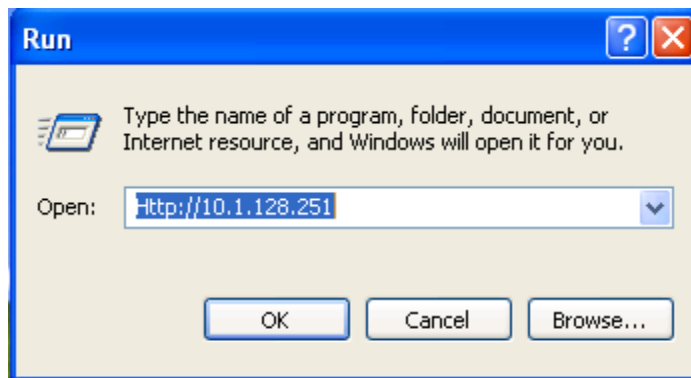 Run
Type the name of a program, folder, document, or
Internet resource, and Windows will open it for you.
Open: Http://10.1.128.251
OK Cancel Browse...